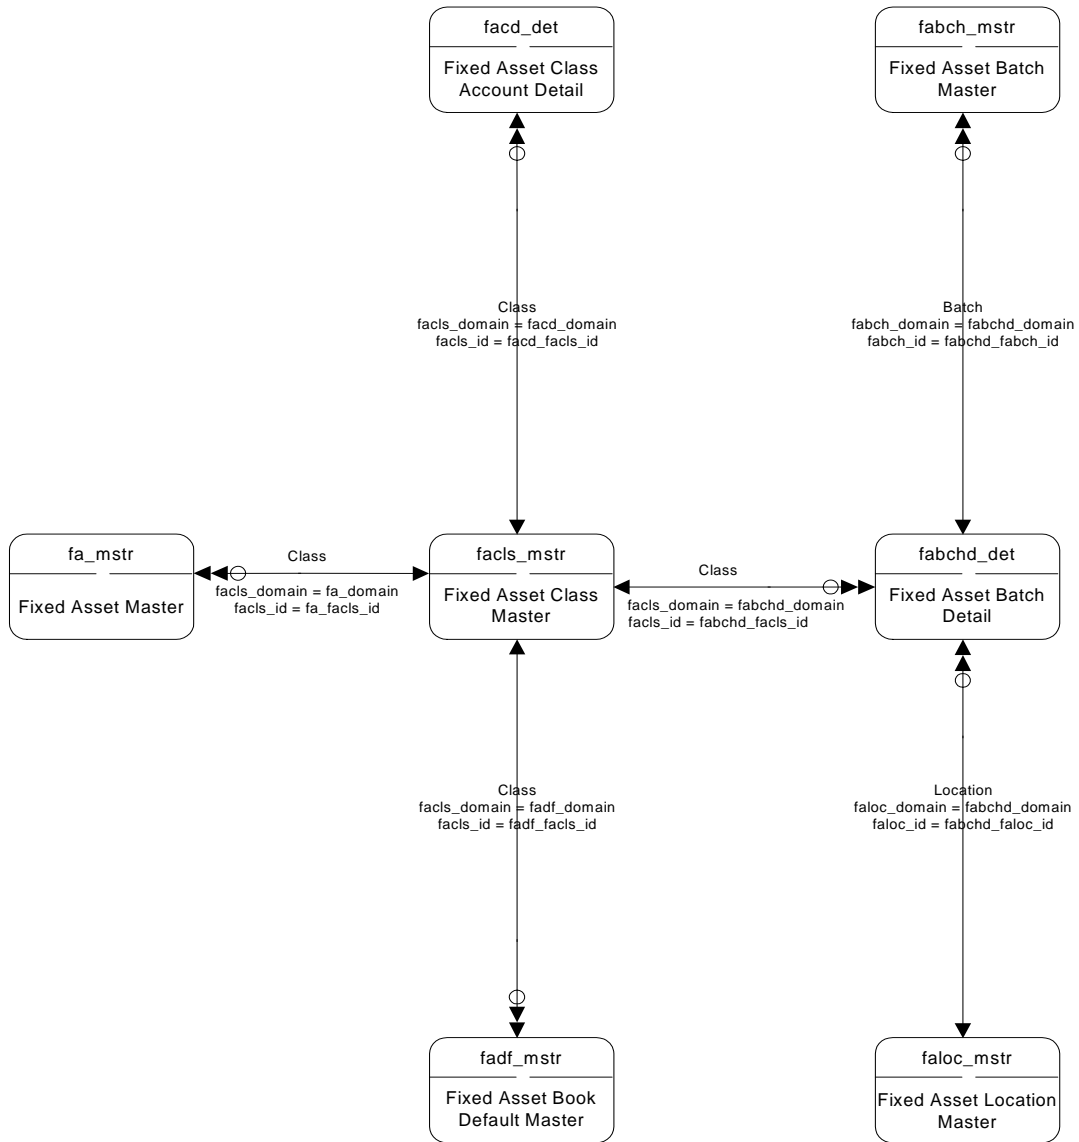 facd_det
Fixed Asset Class
Account Detail
fabch_mstr
Fixed Asset Batch
Master
Class
facls_domain = facd_domain
facls_id = facd_facls_id
Batch
fabch_domain = fabchd_domain
fabch_id = fabchd_fabch_id
fa_mstr
Fixed Asset Master
Class
facls_domain = fa_domain
facls_id = fa_facls_id
facls_mstr
Fixed Asset Class
Master
Class
facls_domain = fabchd_domain
facls_id = fabchd_facls_id
fabchd_det
Fixed Asset Batch
Detail
Class
facls_domain = fadf_domain
facls_id = fadf_facls_id
Location
faloc_domain = fabchd_domain
faloc_id = fabchd_faloc_id
fadf_mstr
Fixed Asset Book
Default Master
faloc_mstr
Fixed Asset Location
Master